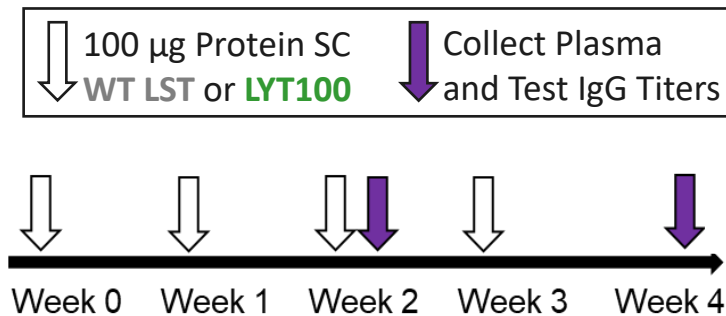 100 µg Protein SC
WT LST or LYT100
Collect Plasma
and Test IgG Titers
Week 0 Week 1 Week 2 Week 3 Week 4